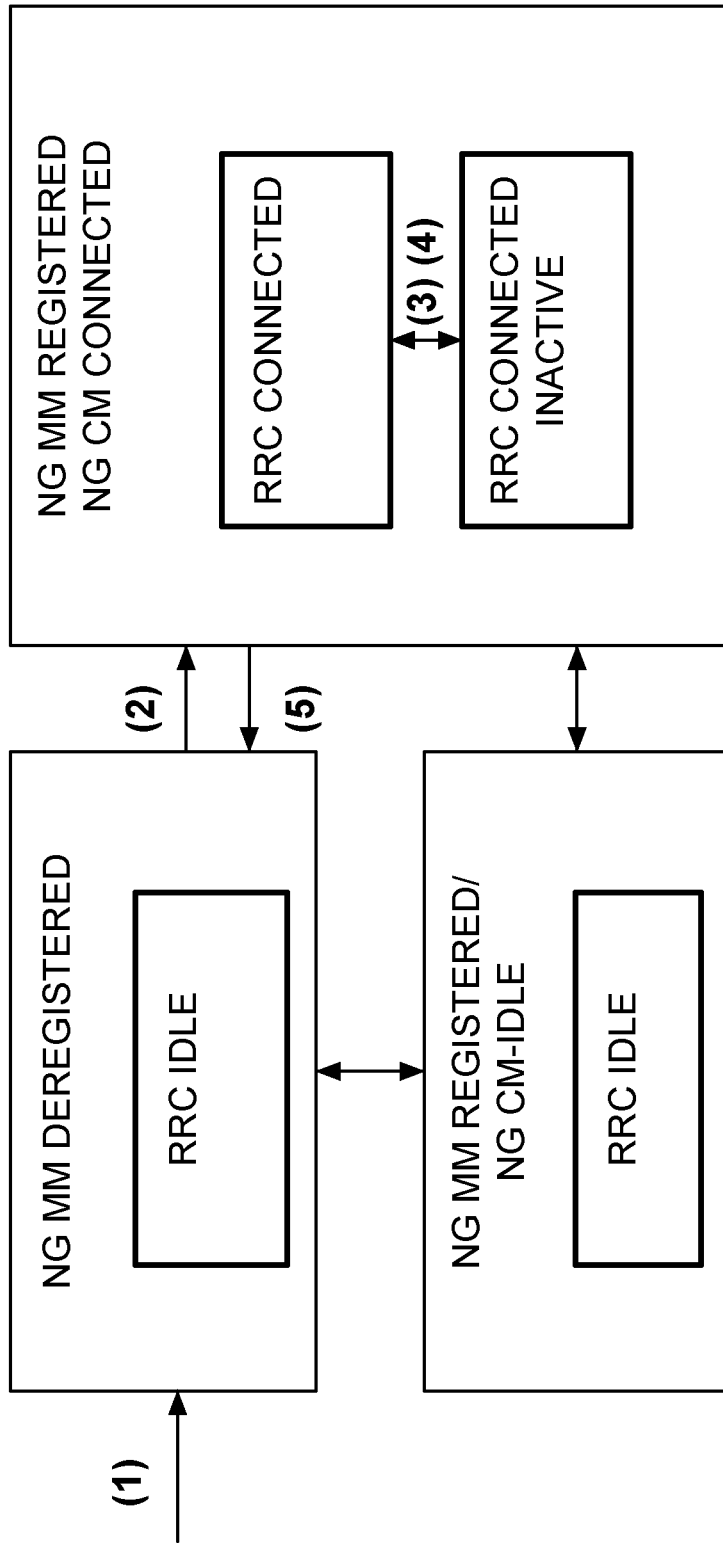 (1)
NG MM DEREGISTERED
RRC IDLE
(2)
(5)
NG MM REGISTERED
NG CM CONNECTED
RRC CONNECTED
(3) (4)
RRC CONNECTED
INACTIVE
NG MM REGISTERED/
NG CM-IDLE
RRC IDLE